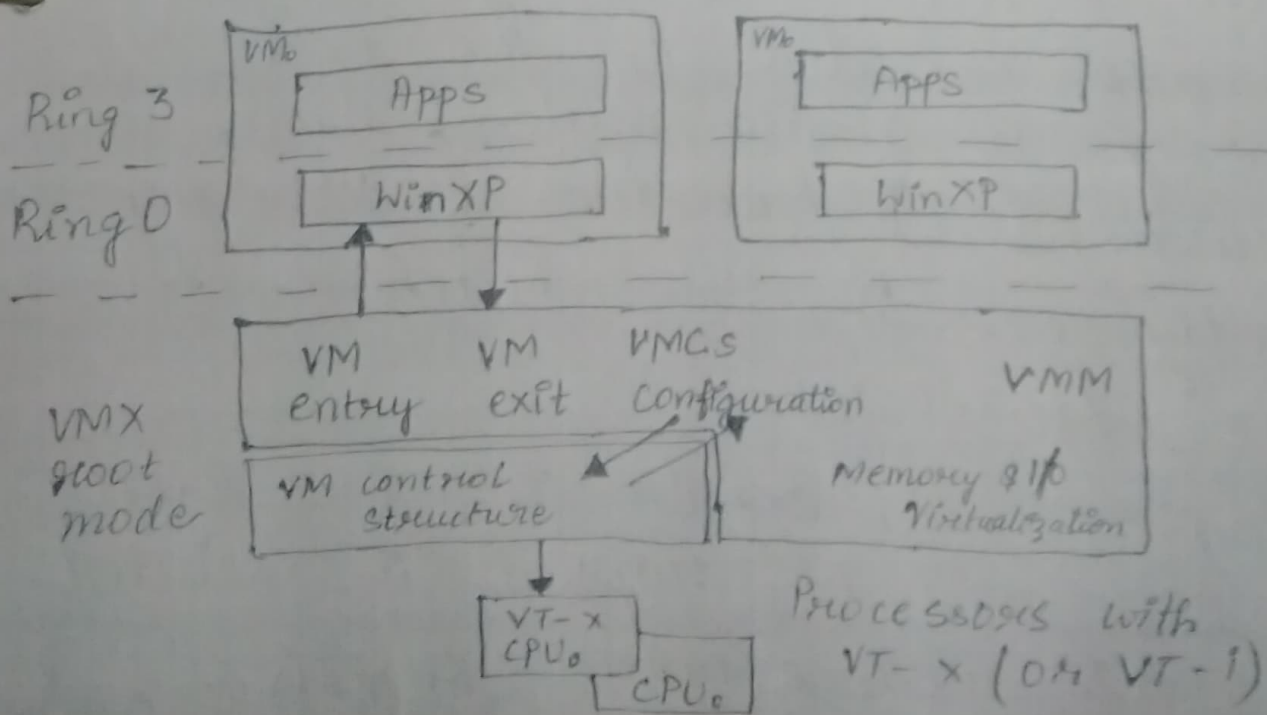 VM₀
Apps
WinXP
VM₀
Apps
WinXP
Ring 3
Ring 0
VM
entry
VM
exit
VMCS
configuration
VMM
VMX
root
mode
VM control
structure
Memory & I/O
Virtualization
VT-x
CPU₀
CPU₀
Processors with
VT-x (or VT-i)